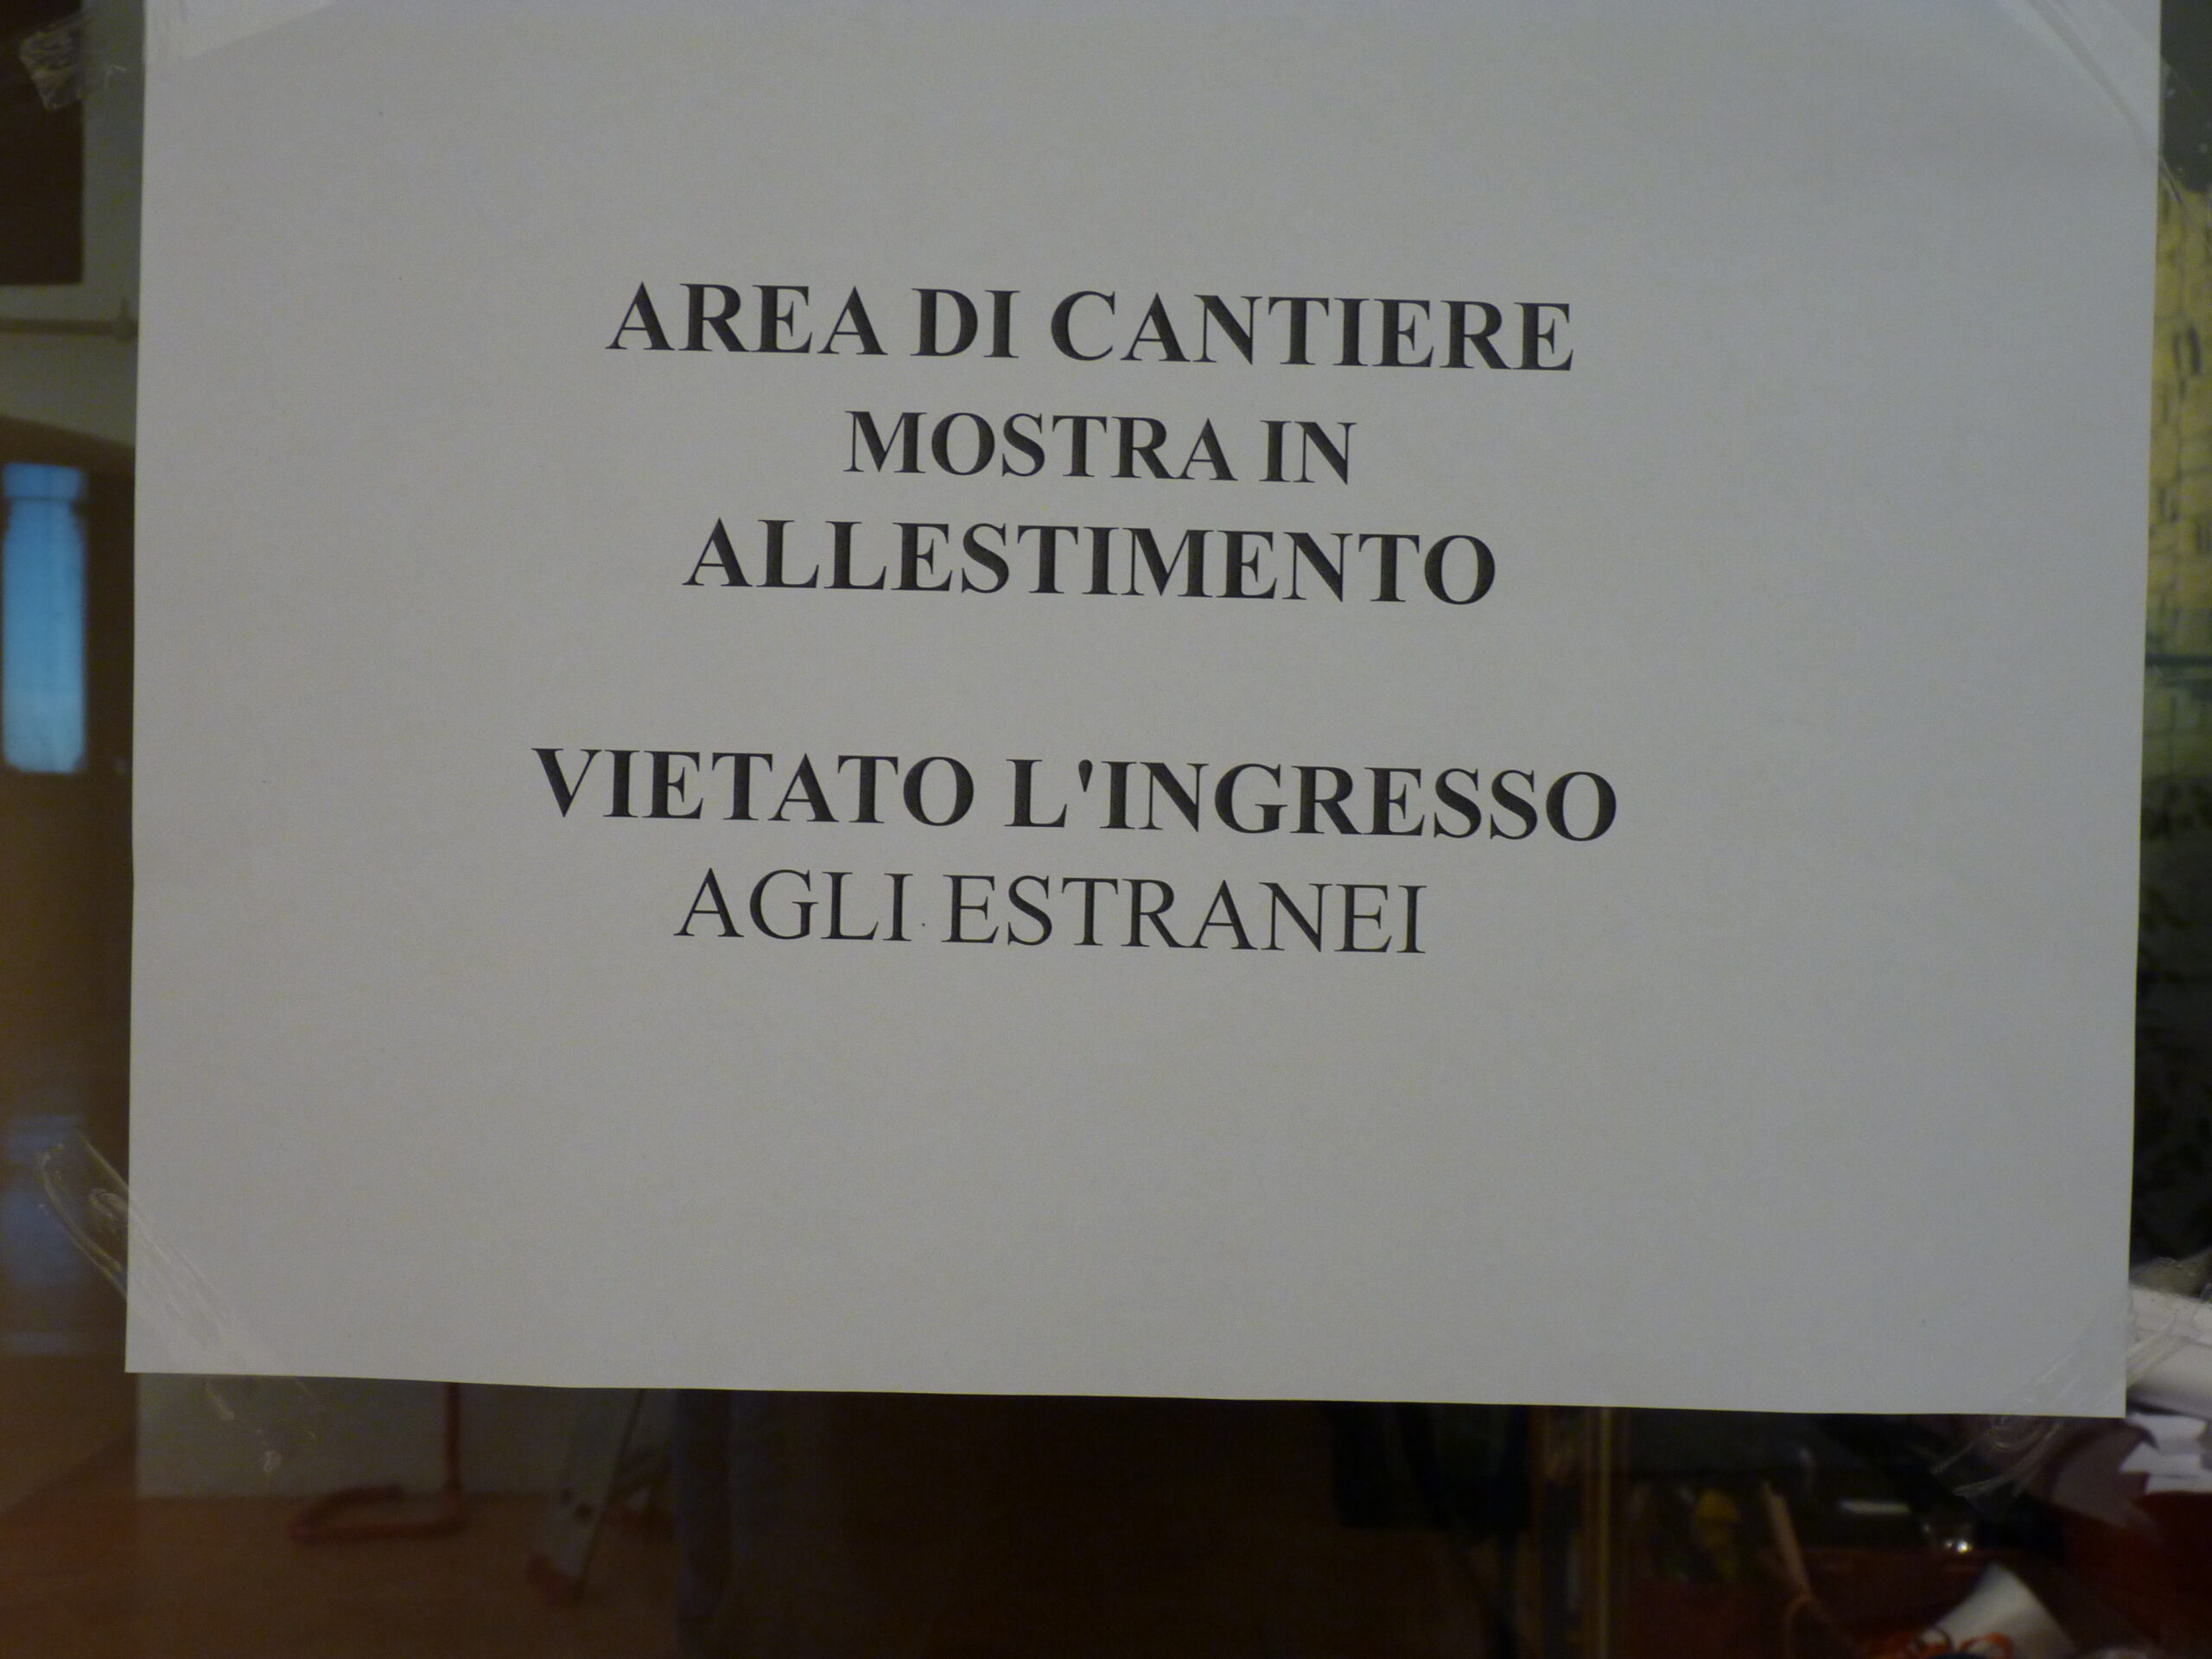 AREA DI CANTIERE
MOSTRA IN
ALLESTIMENTO
VIETATO L'INGRESSO
AGLI ESTRANEI